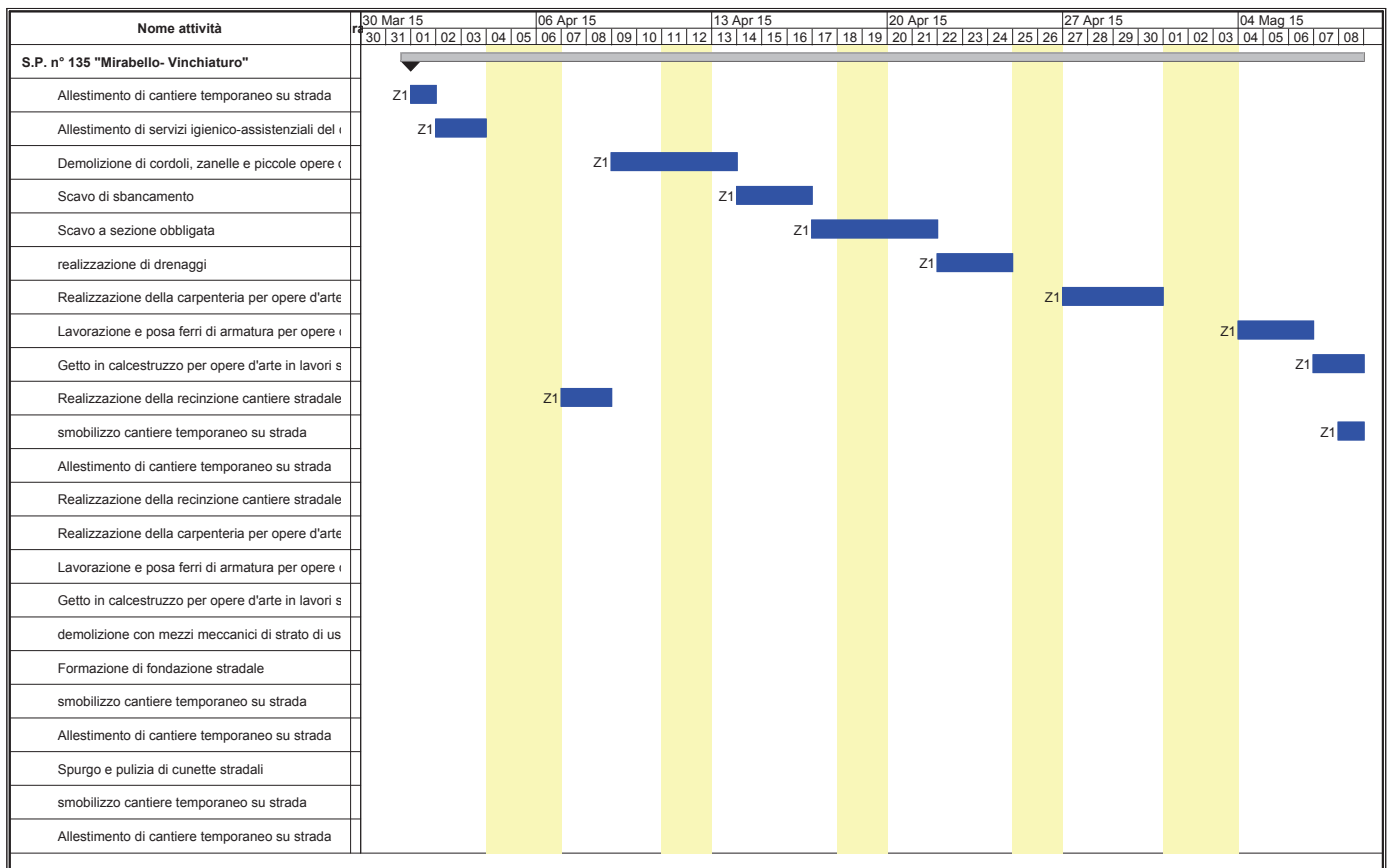 Nome attività
ra
30 Mar 15 06 Apr 15 13 Apr 15 20 Apr 15 27 Apr 15 04 Mag 15
30 31 01 02 03 04 05 06 07 08 09 10 11 12 13 14 15 16 17 18 19 20 21 22 23 24 25 26 27 28 29 30 01 02 03 04 05 06 07 08
S.P. n° 135 "Mirabello- Vinchiaturo"
Allestimento di cantiere temporaneo su strada Z1
Allestimento di servizi igienico-assistenziali del Z1
Demolizione di cordoli, zanelle e piccole opere Z1
Scavo di sbancamento Z1
Scavo a sezione obbligata Z1
realizzazione di drenaggi Z1
Realizzazione della carpenteria per opere d'arte Z1
Lavorazione e posa ferri di armatura per opere Z1
Getto in calcestruzzo per opere d'arte in lavori s Z1
Realizzazione della recinzione cantiere stradale Z1
smobilizzo cantiere temporaneo su strada Z1
Allestimento di cantiere temporaneo su strada
Realizzazione della recinzione cantiere stradale
Realizzazione della carpenteria per opere d'arte
Lavorazione e posa ferri di armatura per opere
Getto in calcestruzzo per opere d'arte in lavori s
demolizione con mezzi meccanici di strato di us
Formazione di fondazione stradale
smobilizzo cantiere temporaneo su strada
Allestimento di cantiere temporaneo su strada
Spurgo e pulizia di cunette stradali
smobilizzo cantiere temporaneo su strada
Allestimento di cantiere temporaneo su strada